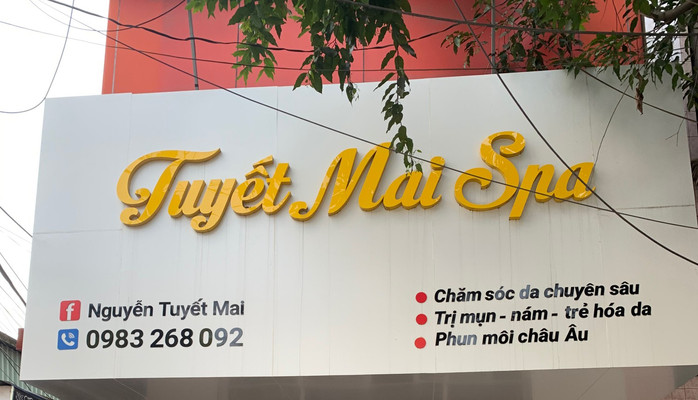 Tuyết Mai Spa
Nguyễn Tuyết Mai
0983 268 092
Chăm sóc da chuyên sâu
Trị mụn - nám - trẻ hóa da
Phun môi châu Âu